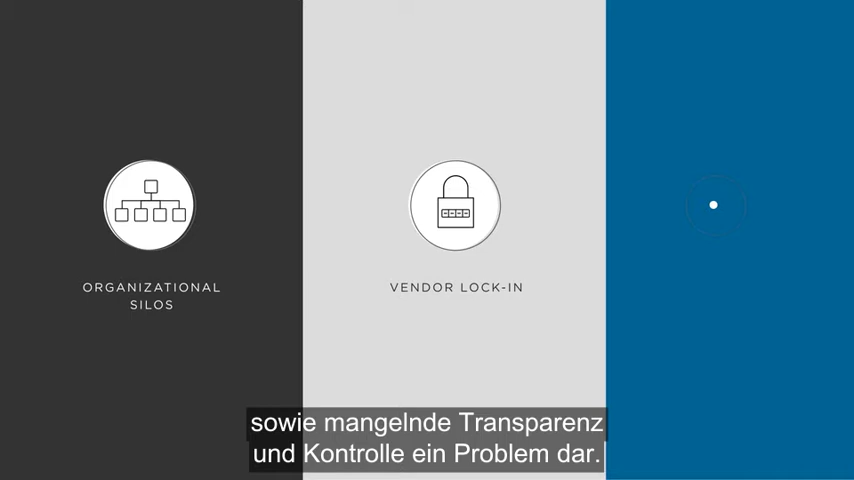 ORGANIZATIONAL
SILOS
VENDOR LOCK-IN
sowie mangelnde Transparenz
und Kontrolle ein Problem dar.